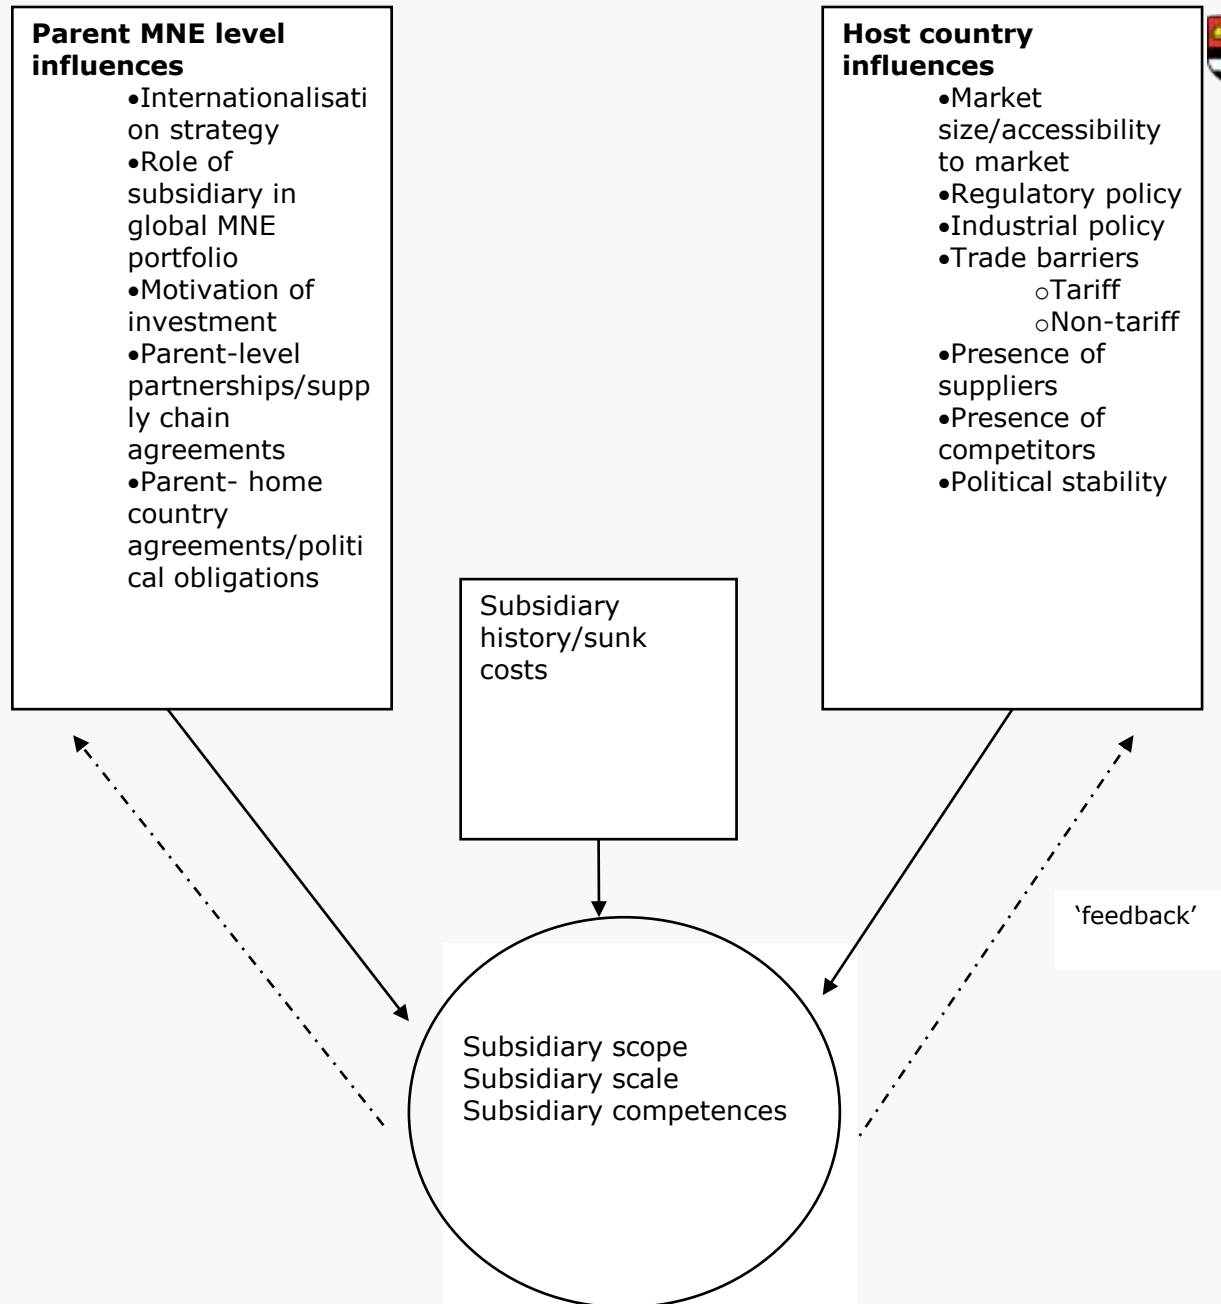 Parent MNE level
influences
•Internationalisati
on strategy
•Role of
subsidiary in
global MNE
portfolio
•Motivation of
investment
•Parent-level
partnerships/supp
ly chain
agreements
•Parent- home
country
agreements/politi
cal obligations
Host country
influences
•Market
size/accessibility
to market
•Regulatory policy
•Industrial policy
•Trade barriers
oTariff
oNon-tariff
•Presence of
suppliers
•Presence of
competitors
•Political stability
Subsidiary
history/sunk
costs
‘feedback’
Subsidiary scope
Subsidiary scale
Subsidiary competences